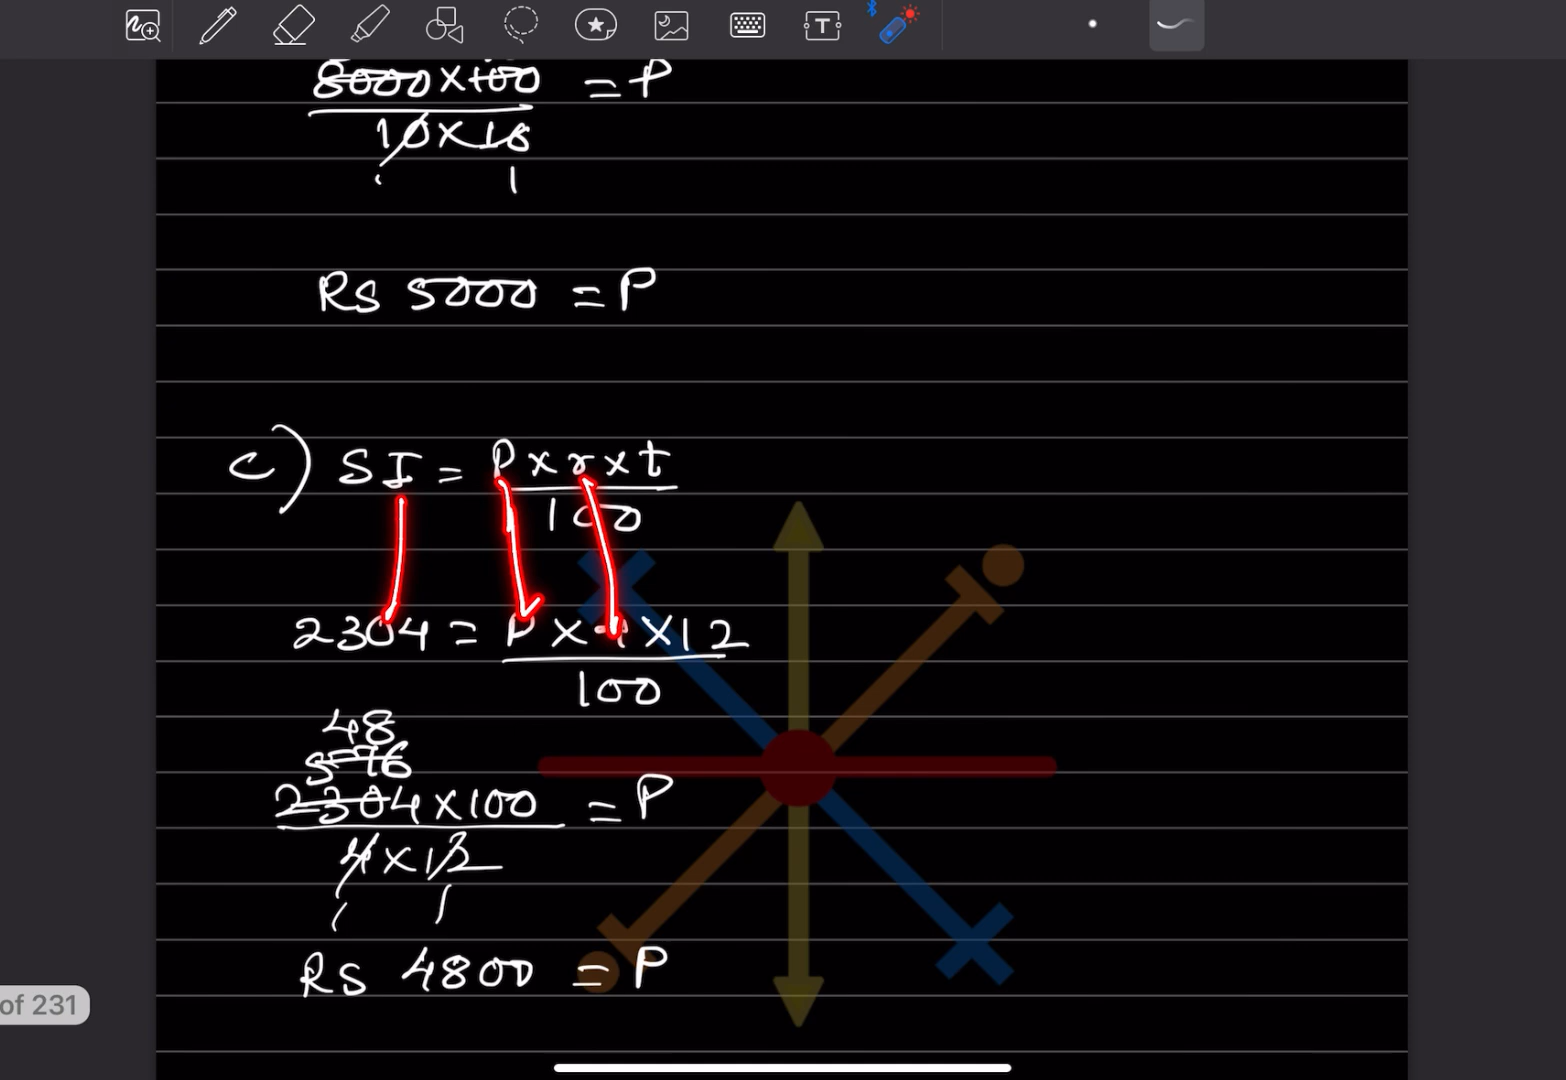 T
8000 × 100 = P
10 × 16
1
Rs 5000 = P
c) SI = P × r × t
100
2304 = P × 4 × 12
100
48
576
2304 × 100 = P
4 × 12
1 1
Rs 4800 = P
of 231